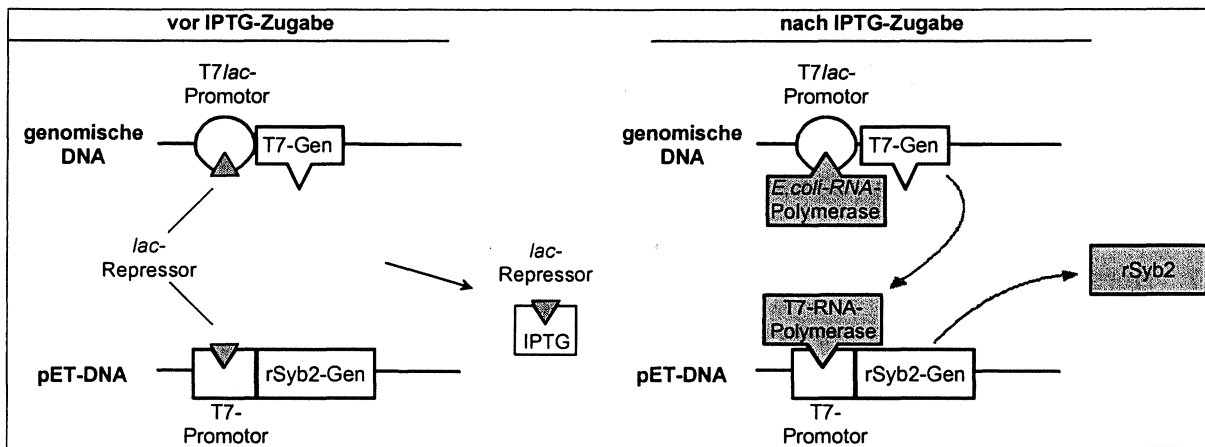 vor IPTG-Zugabe
T7lac-
Promotor
genomische
DNA
T7-Gen
lac-
Repressor
pET-DNA
rSyb2-Gen
T7-
Promotor
lac-
Repressor
IPTG
nach IPTG-Zugabe
T7lac-
Promotor
genomische
DNA
T7-Gen
E.coli-RNA-
Polymerase
rSyb2
T7-RNA-
Polymerase
pET-DNA
rSyb2-Gen
T7-
Promotor